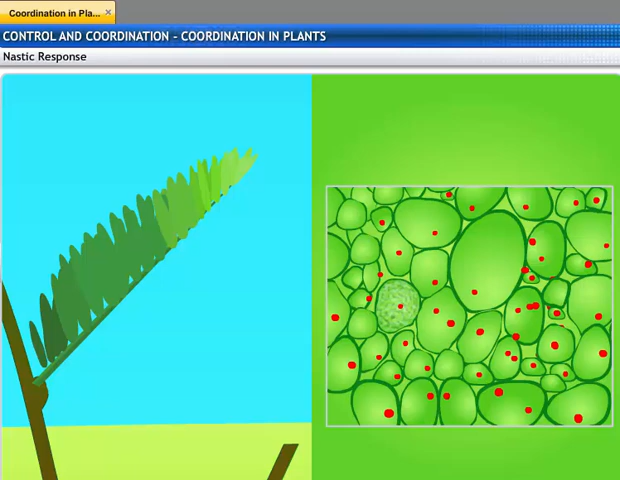 Coordination in Pla...
CONTROL AND COORDINATION – COORDINATION IN PLANTS
Nastic Response